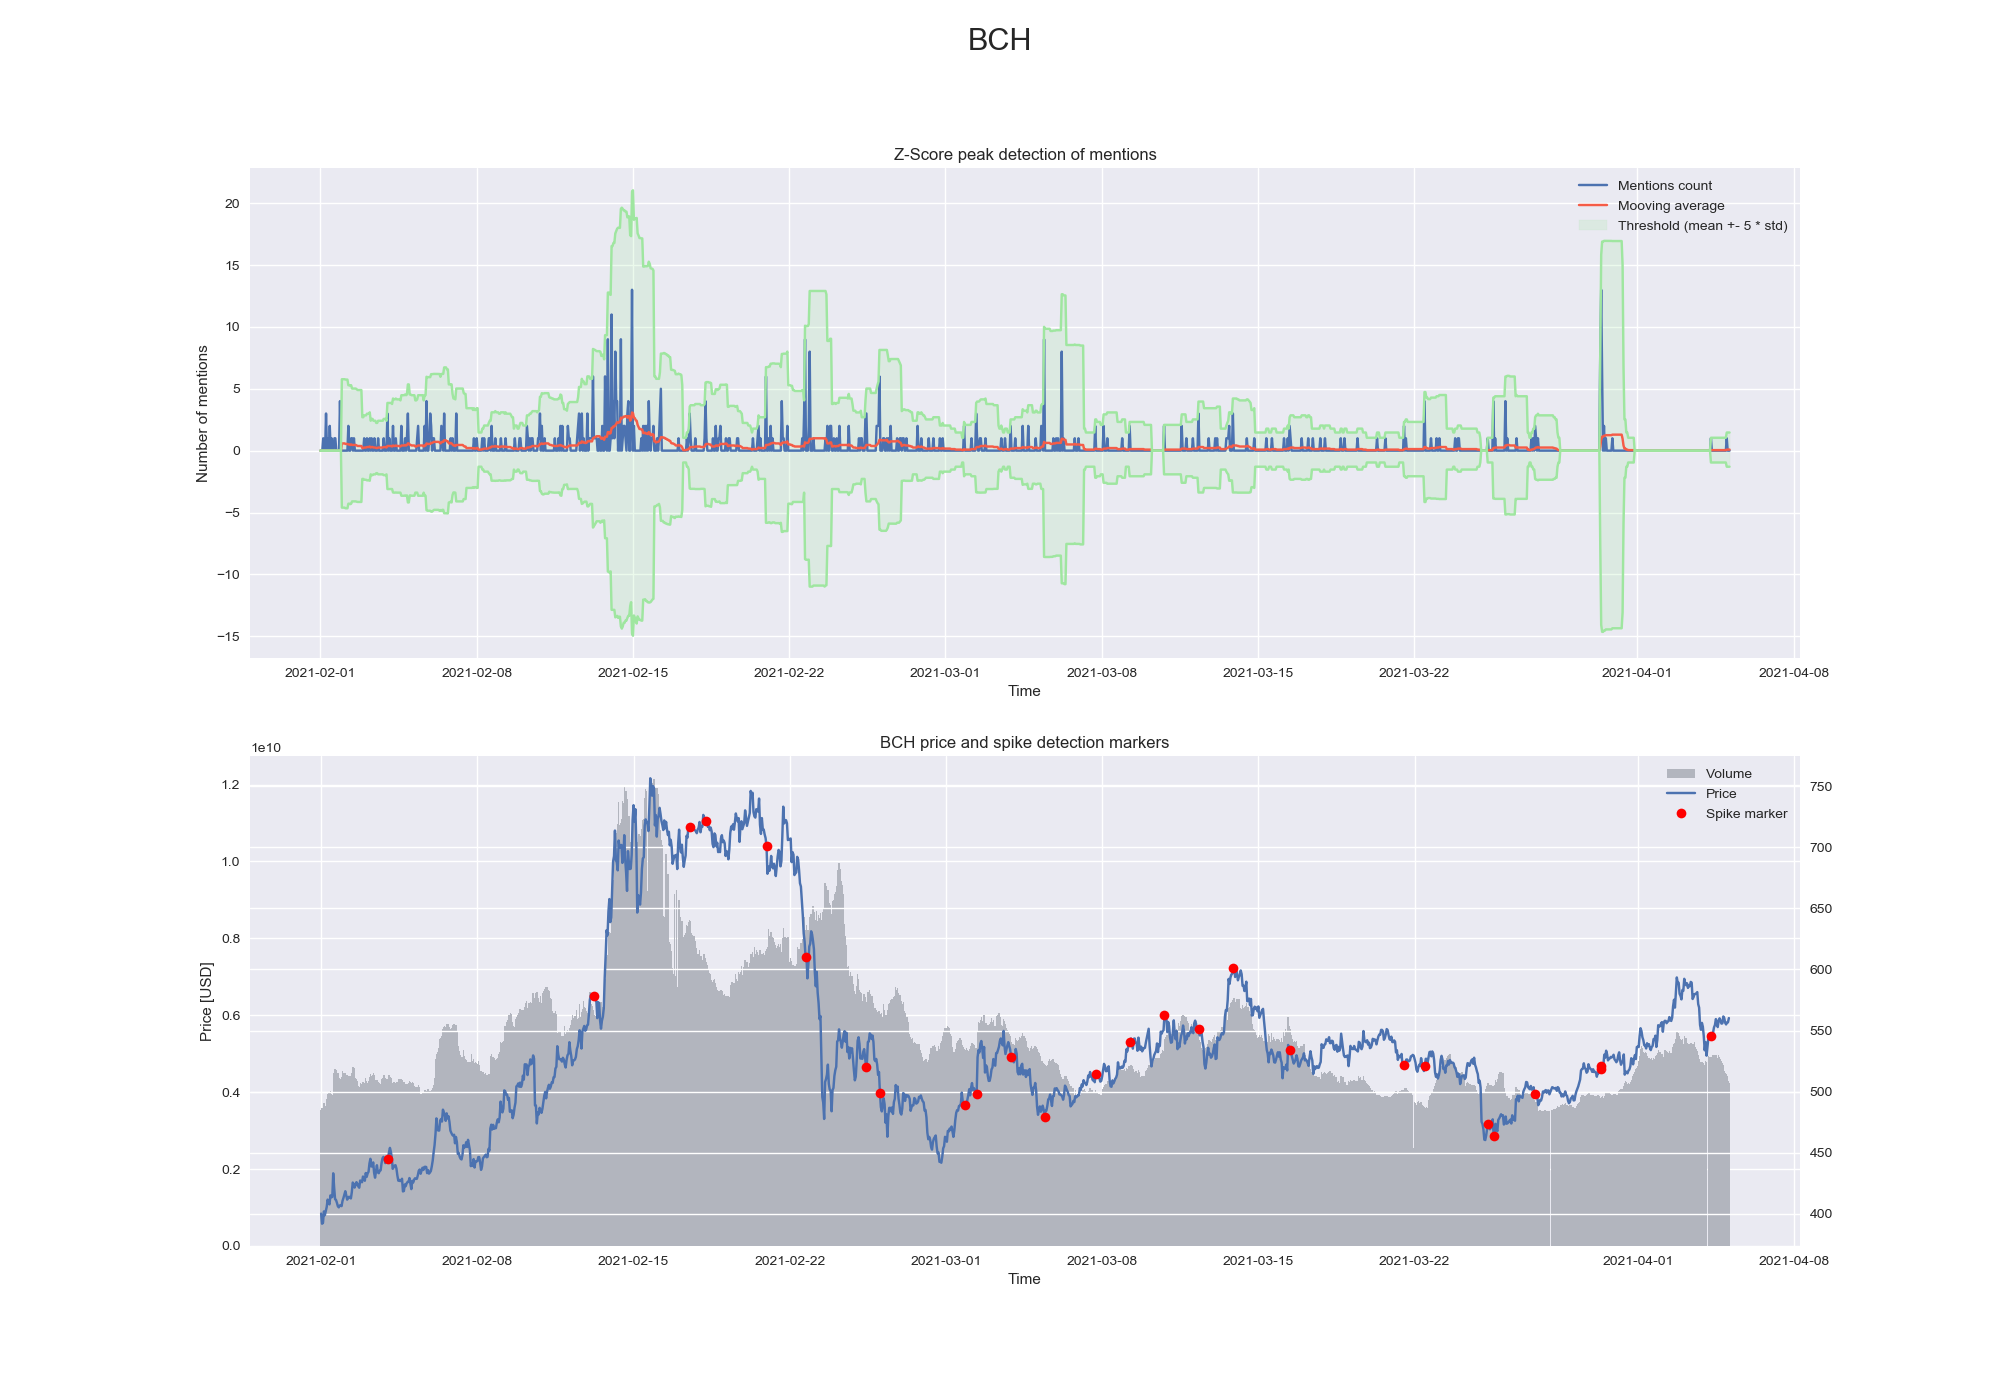 BCH
Z-Score peak detection of mentions
Mentions count
Mooving average
Threshold (mean +- 5 * std)
Number of mentions
20
15
10
5
0
−5
−10
−15
2021-02-01 2021-02-08 2021-02-15 2021-02-22 2021-03-01 2021-03-08 2021-03-15 2021-03-22 2021-04-01 2021-04-08
Time
1e10
BCH price and spike detection markers
Volume
Price
Spike marker
Price [USD]
1.2
1.0
0.8
0.6
0.4
0.2
0.0
750
700
650
600
550
500
450
400
2021-02-01 2021-02-08 2021-02-15 2021-02-22 2021-03-01 2021-03-08 2021-03-15 2021-03-22 2021-04-01 2021-04-08
Time